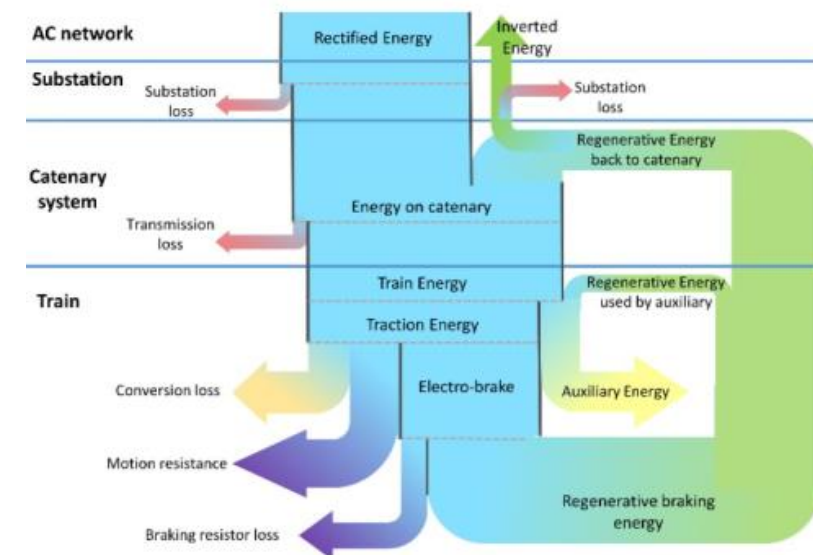 AC network
Rectified Energy
Inverted
Energy
Substation
Substation
loss
Substation
loss
Regenerative Energy
back to catenary
Catenary
system
Energy on catenary
Transmission
loss
Train
Train Energy
Regenerative Energy
used by auxiliary
Traction Energy
Conversion loss
Electro-brake
Auxiliary Energy
Motion resistance
Regenerative braking
energy
Braking resistor loss